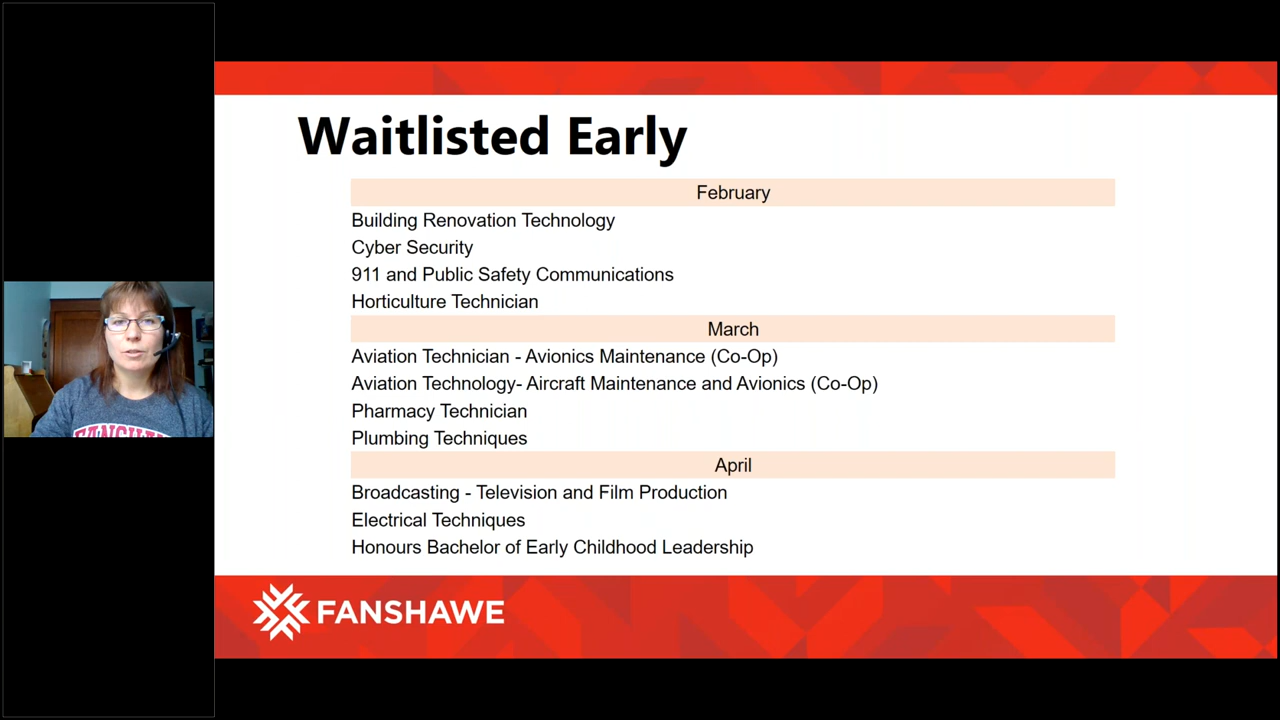 Waitlisted Early
February
Building Renovation Technology
Cyber Security
911 and Public Safety Communications
Horticulture Technician
March
Aviation Technician - Avionics Maintenance (Co-Op)
Aviation Technology- Aircraft Maintenance and Avionics (Co-Op)
Pharmacy Technician
Plumbing Techniques
April
Broadcasting - Television and Film Production
Electrical Techniques
Honours Bachelor of Early Childhood Leadership
FANSHAWE